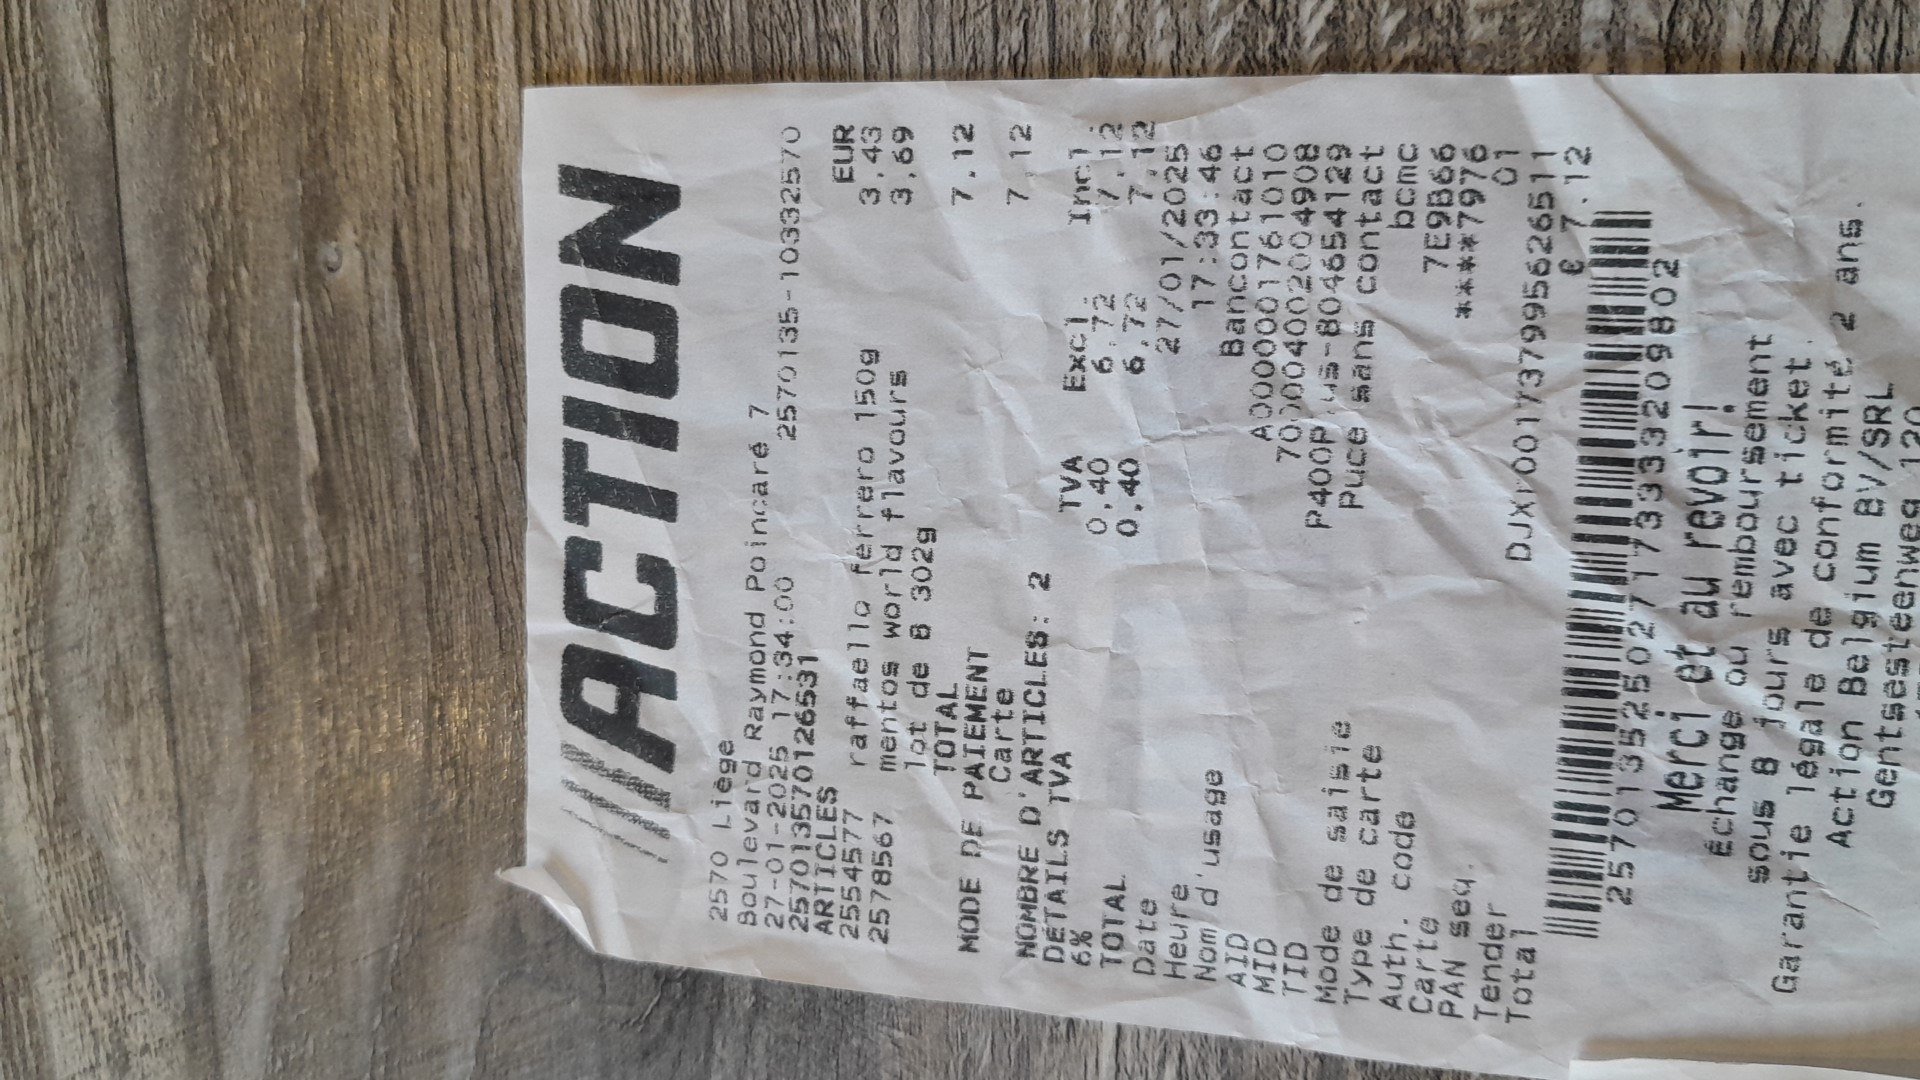 ACTION
2570 Liège
Boulevard Raymond Poincaré 7
27-01-2025 17:34:00 2570135-10332570
257013570126531
ARTICLES EUR
2554577 raffaello ferrero 150g 3.43
2578567 mentos world flavours 3.69
lot de 8 302g
TOTAL 7.12
MODE DE PAIEMENT
Carte 7.12
NOMBRE D'ARTICLES: 2
DÉTAILS TVA TVA Excl. Incl.
6% 0.40 6.72 7.12
TOTAL 0.40 6.72 7.12
Date 27/01/2025
Heure 17:33:46
Nom d'usage Bancontact
AID A0000001761010
MID 700004002004908
TID P400Plus-804654129
Mode de saisie Puce sans contact
Type de carte bcmc
Auth. code 7E9B66
Carte ****7976
PAN seq. 01
Tender
Total € 7.12
Merci et au revoir!
Échange ou remboursement
sous 8 jours avec ticket.
Garantie légale de conformité 2 ans.
Action Belgium BV/SRL
Gentsesteenweg 120